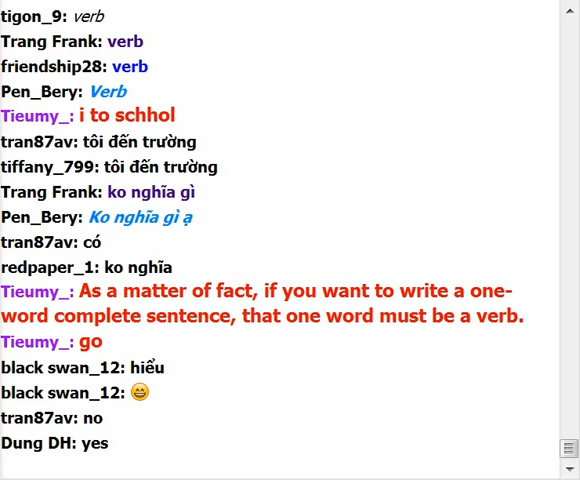 tigon_9: verb
Trang Frank: verb
friendship28: verb
Pen_Bery: Verb
Tieumy_: i to schhol
tran87av: tôi đến trường
tiffany_799: tôi đến trường
Trang Frank: ko nghĩa gì
Pen_Bery: Ko nghĩa gì ạ
tran87av: có
redpaper_1: ko nghĩa
Tieumy_: As a matter of fact, if you want to write a one-
word complete sentence, that one word must be a verb.
Tieumy_: go
black swan_12: hiểu
black swan_12: 😄
tran87av: no
Dung DH: yes